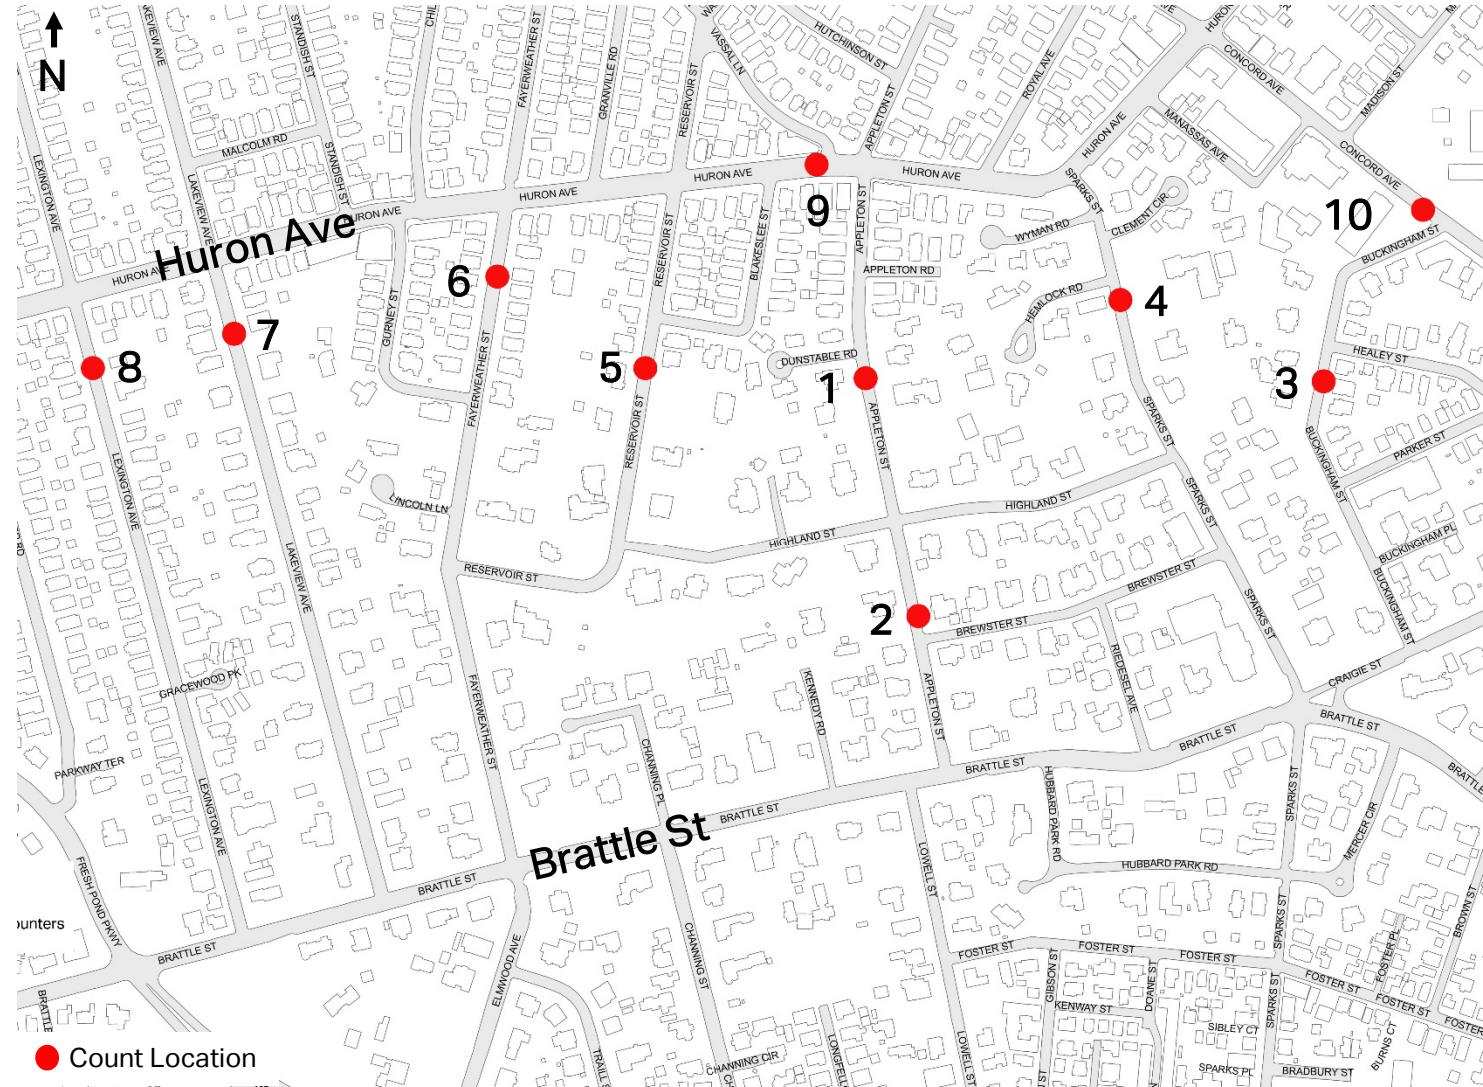 N
KEVIEW AVE
STANDISH ST
FAYERWEATHER ST
GRANVILLE RD
RESERVOIR ST
VASSAL LN
HUTCHINSON ST
APPLETON ST
ROYAL AVE
HURON AVE
CONCORD AVE
MADISON ST
MANASSAS AVE
CONCORD AVE
LEXINGTON AVE
MALCOLM RD
STANDISH ST
LAKEVIEW AVE
HURON AVE
HURON AVE
HURON AVE
HURON AVE
HURON AVE
Huron Ave
SPARKS ST
WYMAN RD
CLEMENT CIR
9
10
BUCKINGHAM ST
6
RESERVOIR ST
BLAKESLEE ST
APPLETON ST
APPLETON RD
HEMLOCK RD
4
GURNEY ST
FAYERWEATHER ST
8
7
5
DUNSTABLE RD
1
3
HEALEY ST
RESERVOIR ST
APPLETON ST
SPARKS ST
BUCKINGHAM ST
PARKER ST
LEXINGTON AVE
LINCOLN LN
HIGHLAND ST
HIGHLAND ST
SPARKS ST
BUCKINGHAM PL
LAKEVIEW AVE
RESERVOIR ST
BREWSTER ST
BUCKINGHAM ST
2
BREWSTER ST
SPARKS ST
GRACEWOOD PK
FAYERWEATHER ST
KENNEDY RD
APPLETON ST
RIEDESEL AVE
CRAIGIE ST
BRATTLE ST
BRATTLE ST
BRATTLE ST
BRATTLE
PARKWAY TER
CHANNING PL
BRATTLE ST
Brattle St
HUBBARD PARK RD
SPARKS ST
MERCER CIR
LEXINGTON AVE
LOWELL ST
HUBBARD PARK RD
BRATTLE ST
FRESH POND PKWY
ounters
BRATTLE ST
CHANNING ST
ELMWOOD AVE
FOSTER ST
FOSTER ST
FOSTER ST
SPARKS ST
FOSTER PL
BROWN ST
FOSTER ST
FOSTER ST
FOSTER
BRATTLE
GIBSON ST
DOANE ST
KENWAY ST
SPARKS ST
SIBLEY CT
BURNS CT
LOWELL ST
SPARKS PL
BRADBURY ST
CHANNING CIR
TRAILL S
LONGFEL
Count Location